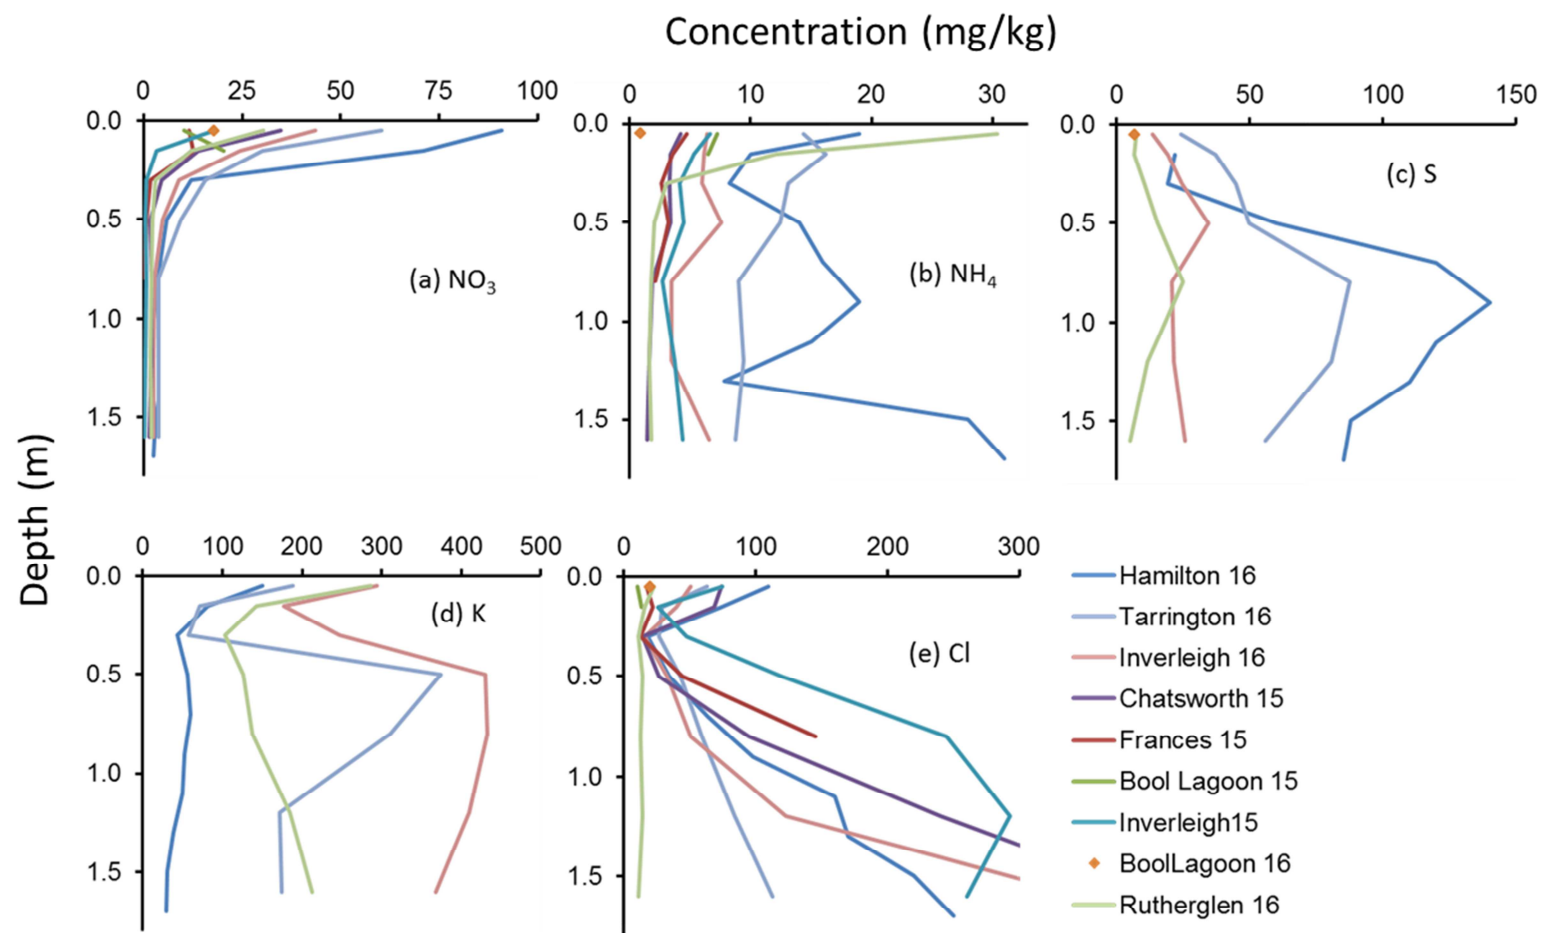 Concentration (mg/kg)
0 25 50 75 100
0 10 20 30
0 50 100 150
0.0
0.5
1.0
1.5
(a) NO₃
0.0
0.5
1.0
1.5
(b) NH₄
0.0
0.5
1.0
1.5
(c) S
Depth (m)
0 100 200 300 400 500
0 100 200 300
0.0
0.5
1.0
1.5
(d) K
0.0
0.5
1.0
1.5
(e) Cl
Hamilton 16
Tarrington 16
Inverleigh 16
Chatsworth 15
Frances 15
Bool Lagoon 15
Inverleigh15
BoolLagoon 16
Rutherglen 16